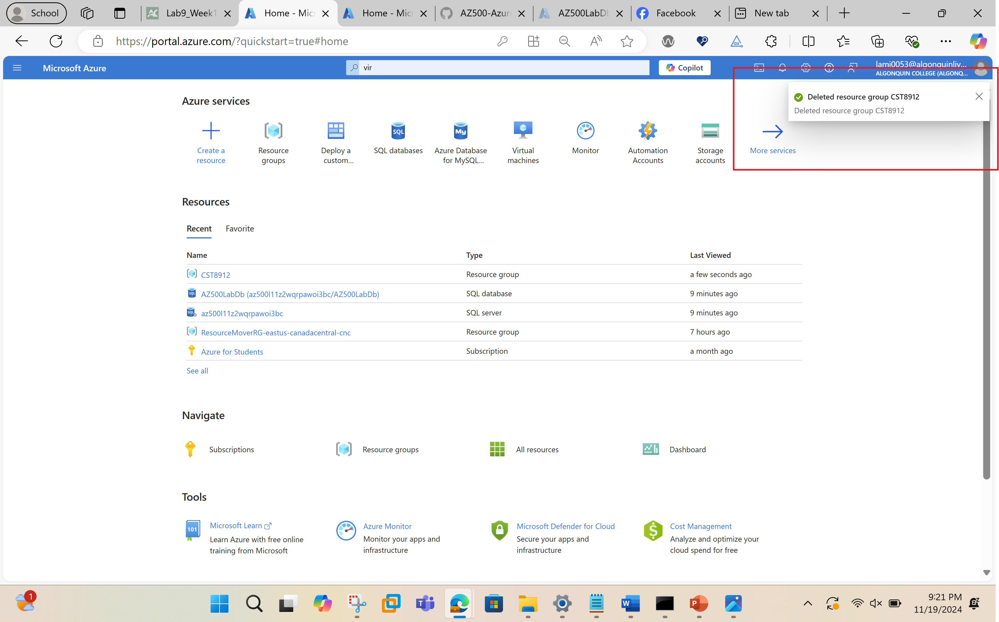 School
Lab9_Week1
Home - Mic
Home - Mic
AZ500-Azur
AZ500LabDb
Facebook
New tab
https://portal.azure.com/?quickstart=true#home
Microsoft Azure
vir
Copilot
lami0053@algonquinliv...
ALGONQUIN COLLEGE (ALGONQ...
Deleted resource group CST8912
Deleted resource group CST8912
Azure services
Create a resource
Resource groups
Deploy a custom...
SQL
SQL databases
My
Azure Database for MySQL...
Virtual machines
Monitor
Automation Accounts
Storage accounts
More services
Resources
Recent Favorite
Name Type Last Viewed
CST8912 Resource group a few seconds ago
SQL AZ500LabDb (az500l11z2wqrpawoi3bc/AZ500LabDb) SQL database 9 minutes ago
SQL az500l11z2wqrpawoi3bc SQL server 9 minutes ago
ResourceMoverRG-eastus-canadacentral-cnc Resource group 7 hours ago
Azure for Students Subscription a month ago
See all
Navigate
Subscriptions Resource groups All resources Dashboard
Tools
101
Microsoft Learn
Learn Azure with free online
training from Microsoft
Azure Monitor
Monitor your apps and
infrastructure
Microsoft Defender for Cloud
Secure your apps and
infrastructure
Cost Management
Analyze and optimize your
cloud spend for free
1
T
W
P
9:21 PM
11/19/2024